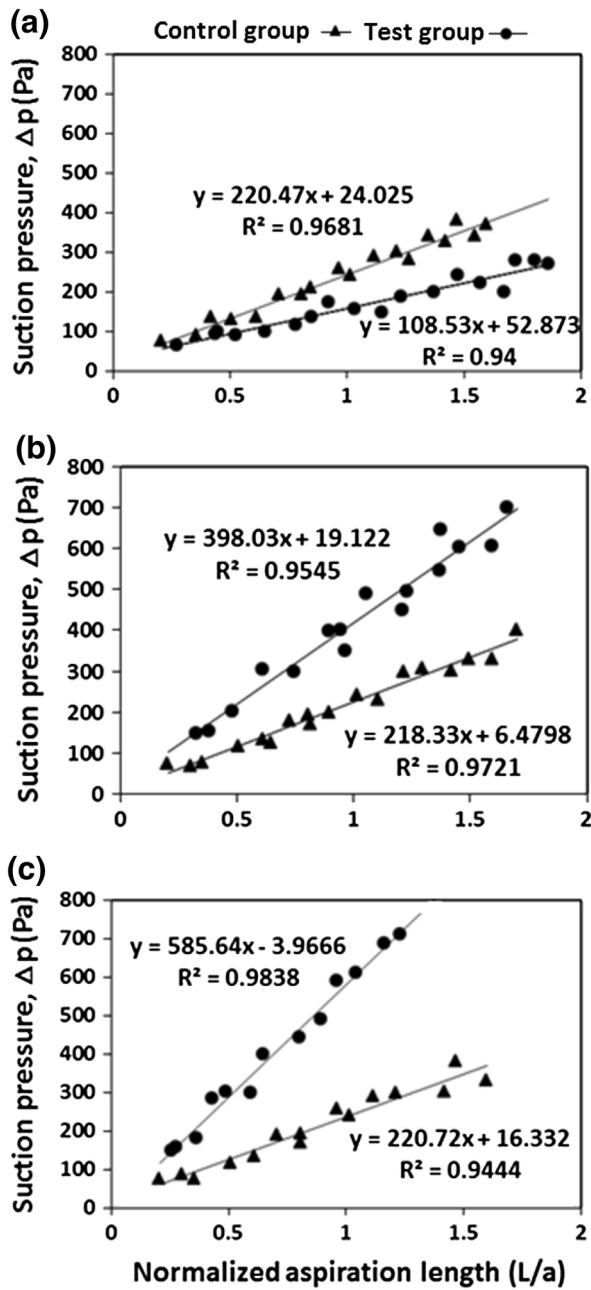 (a)
Control group Test group
Suction pressure, Δp(Pa)
800
700
600
500
400
300
200
100
0
y = 220.47x + 24.025
R² = 0.9681
y = 108.53x + 52.873
R² = 0.94
0 0.5 1 1.5 2
(b)
Suction pressure, Δp(Pa)
800
700
600
500
400
300
200
100
0
y = 398.03x + 19.122
R² = 0.9545
y = 218.33x + 6.4798
R² = 0.9721
0 0.5 1 1.5 2
(c)
Suction pressure, Δp(Pa)
800
700
600
500
400
300
200
100
0
y = 585.64x - 3.9666
R² = 0.9838
y = 220.72x + 16.332
R² = 0.9444
0 0.5 1 1.5 2
Normalized aspiration length (L/a)